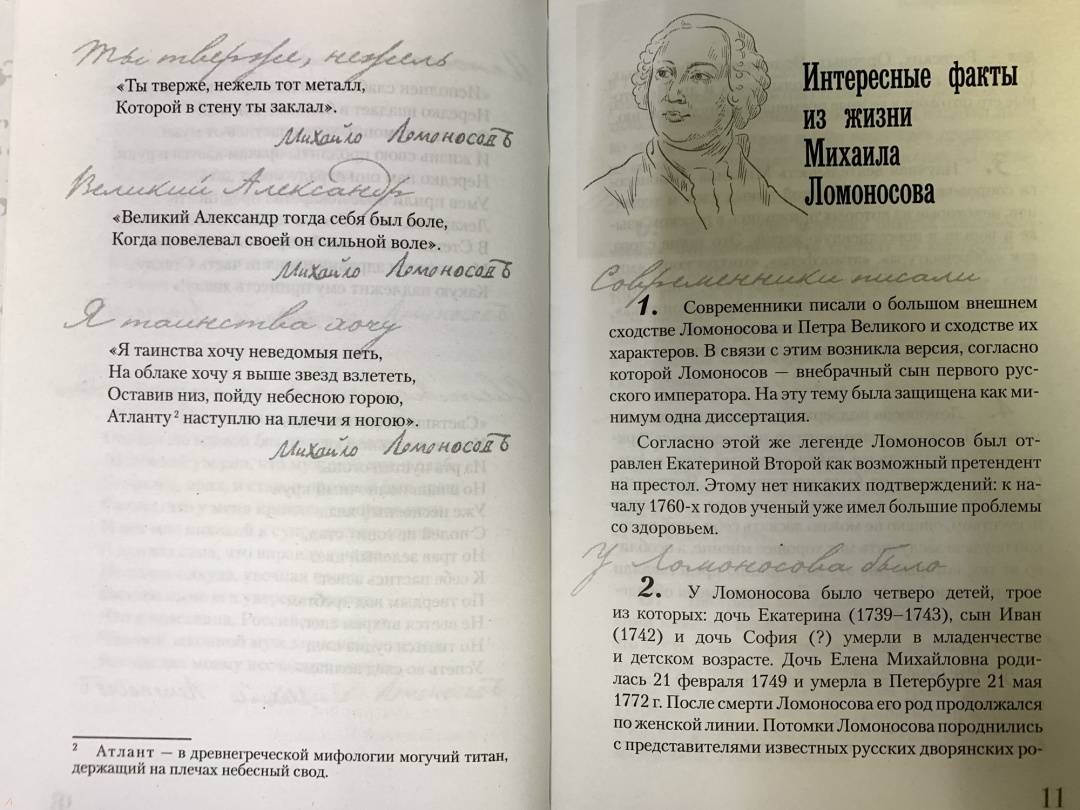 Ты тверже, нежель
«Ты тверже, нежель тот металл,
Которой в стену ты заклал».
Михайло Ломоносовъ
Великий Александр
«Великий Александр тогда себя был боле,
Когда повелевал своей он сильной воле».
Михайло Ломоносовъ
Я таинства хочу
«Я таинства хочу неведомыя петь,
На облаке хочу я выше звезд взлететь,
Оставив низ, пойду небесною горою,
Атланту² наступлю на плечи я ногою».
Михайло Ломоносовъ
² Атлант — в древнегреческой мифологии могучий титан,
держащий на плечах небесный свод.
Интересные факты
из жизни
Михаила
Ломоносова
Современники писали
1. Современники писали о большом внешнем
сходстве Ломоносова и Петра Великого и сходстве их
характеров. В связи с этим возникла версия, согласно
которой Ломоносов — внебрачный сын первого рус-
ского императора. На эту тему была защищена как ми-
нимум одна диссертация.
Согласно этой же легенде Ломоносов был от-
равлен Екатериной Второй как возможный претендент
на престол. Этому нет никаких подтверждений: к на-
чалу 1760-х годов ученый уже имел большие проблемы
со здоровьем.
У Ломоносова было
2. У Ломоносова было четверо детей, трое
из которых: дочь Екатерина (1739–1743), сын Иван
(1742) и дочь София (?) умерли в младенчестве
и детском возрасте. Дочь Елена Михайловна роди-
лась 21 февраля 1749 и умерла в Петербурге 21 мая
1772 г. После смерти Ломоносова его род продолжался
по женской линии. Потомки Ломоносова породнились
с представителями известных русских дворянских ро-
11